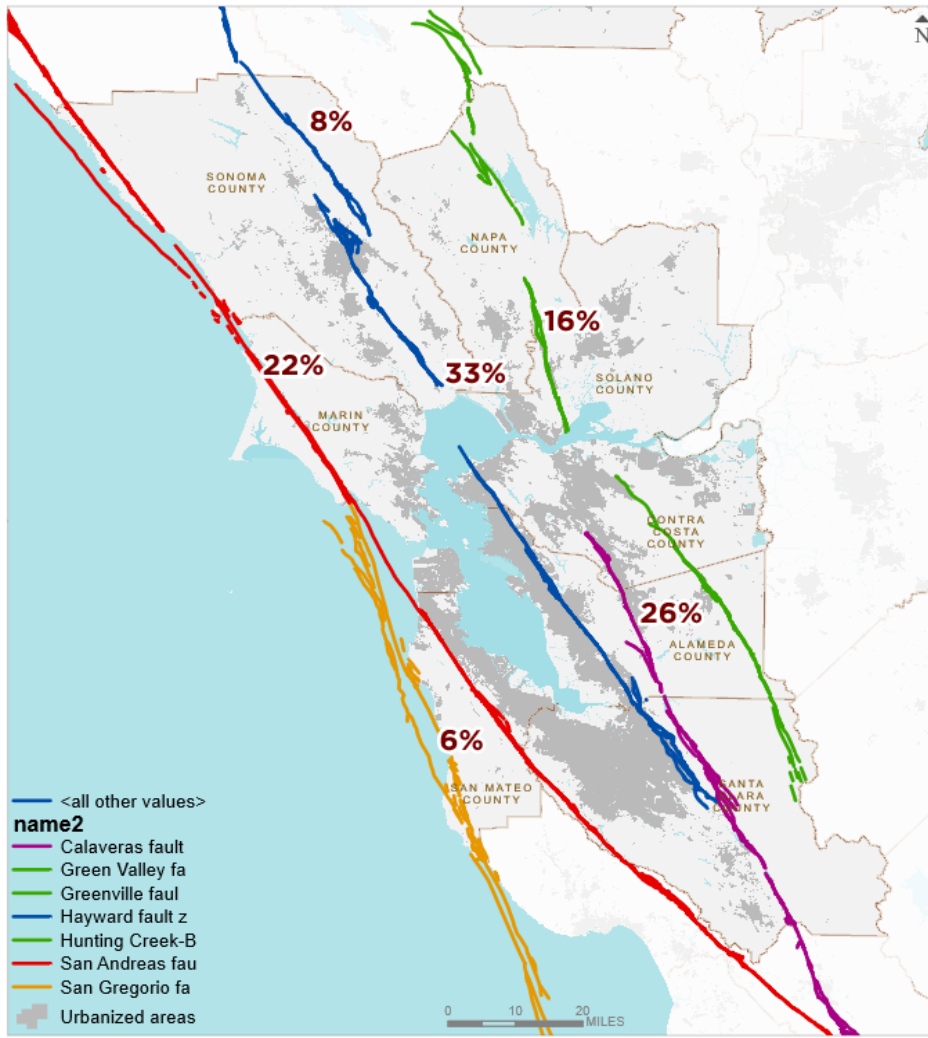 N
8%
SONOMA
COUNTY
NAPA
COUNTY
16%
22%
33%
SOLANO
COUNTY
MARIN
COUNTY
CONTRA
COSTA
COUNTY
26%
ALAMEDA
COUNTY
6%
SAN MATEO
COUNTY
SANTA
CLARA
COUNTY
<all other values>
name2
Calaveras fault
Green Valley fa
Greenville faul
Hayward fault z
Hunting Creek-B
San Andreas fau
San Gregorio fa
Urbanized areas
0 10 20
MILES